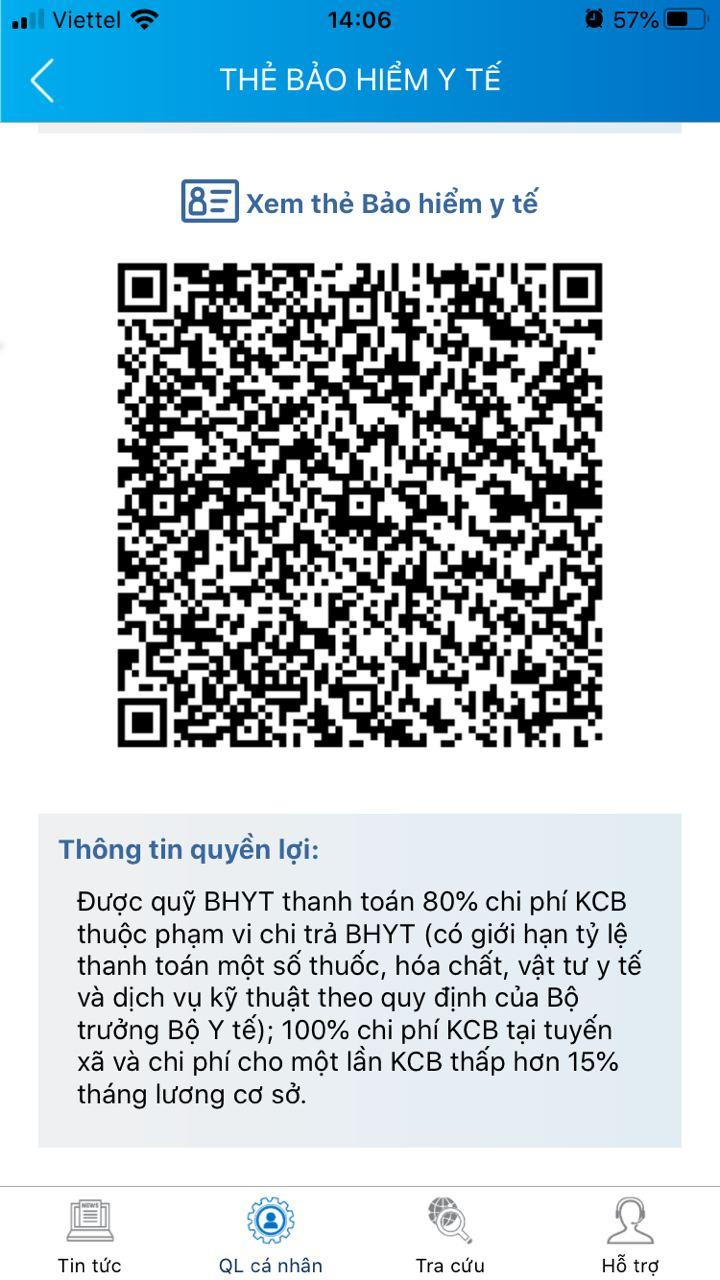 Viettel 14:06 57%
THẺ BẢO HIỂM Y TẾ
Xem thẻ Bảo hiểm y tế
Thông tin quyền lợi:
Được quỹ BHYT thanh toán 80% chi phí KCB
thuộc phạm vi chi trả BHYT (có giới hạn tỷ lệ
thanh toán một số thuốc, hóa chất, vật tư y tế
và dịch vụ kỹ thuật theo quy định của Bộ
trưởng Bộ Y tế); 100% chi phí KCB tại tuyến
xã và chi phí cho một lần KCB thấp hơn 15%
tháng lương cơ sở.
NEWS
Tin tức QL cá nhân Tra cứu Hỗ trợ